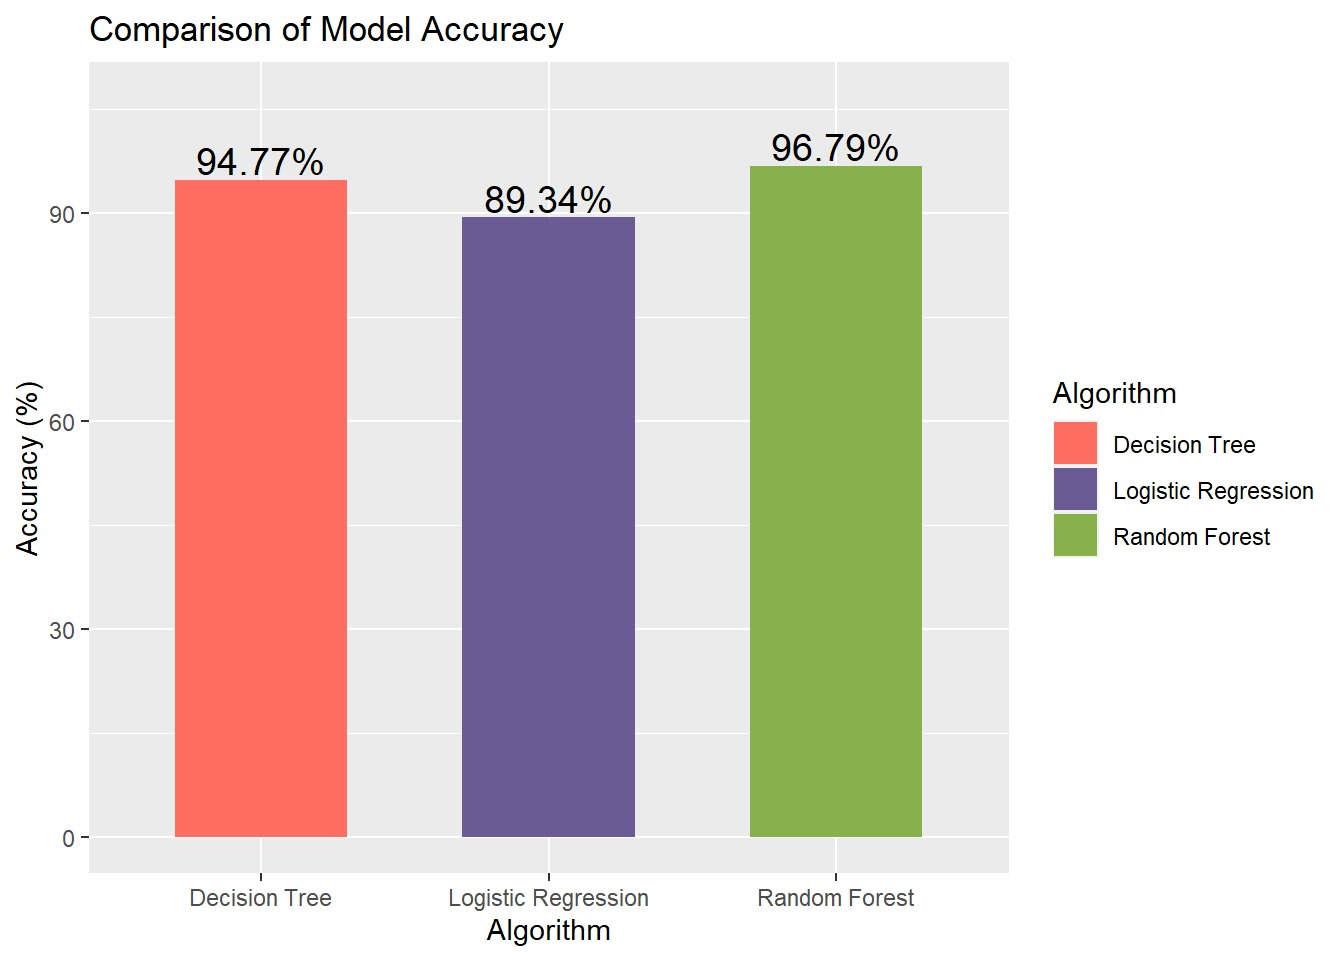 Comparison of Model Accuracy
94.77%
89.34%
96.79%
Accuracy (%)
90
60
30
0
Decision Tree
Logistic Regression
Random Forest
Algorithm
Algorithm
Decision Tree
Logistic Regression
Random Forest